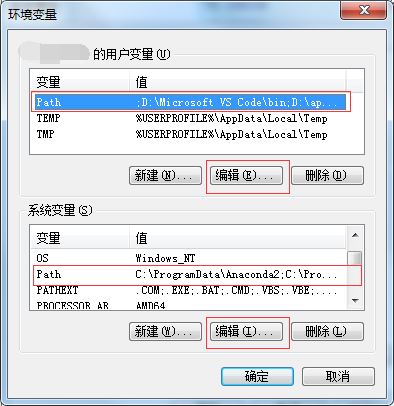 环境变量
的用户变量(U)
变量 值
Path ;D:\Microsoft VS Code\bin;D:\ap...
TEMP %USERPROFILE%\AppData\Local\Temp
TMP %USERPROFILE%\AppData\Local\Temp
新建(N)... 编辑(E)... 删除(D)
系统变量(S)
变量 值
OS Windows_NT
Path C:\ProgramData\Anaconda2;C:\Pro...
PATHEXT .COM;.EXE;.BAT;.CMD;.VBS;.VBE;....
PROCESSOR_AR AMD64
新建(W)... 编辑(I)... 删除(L)
确定 取消